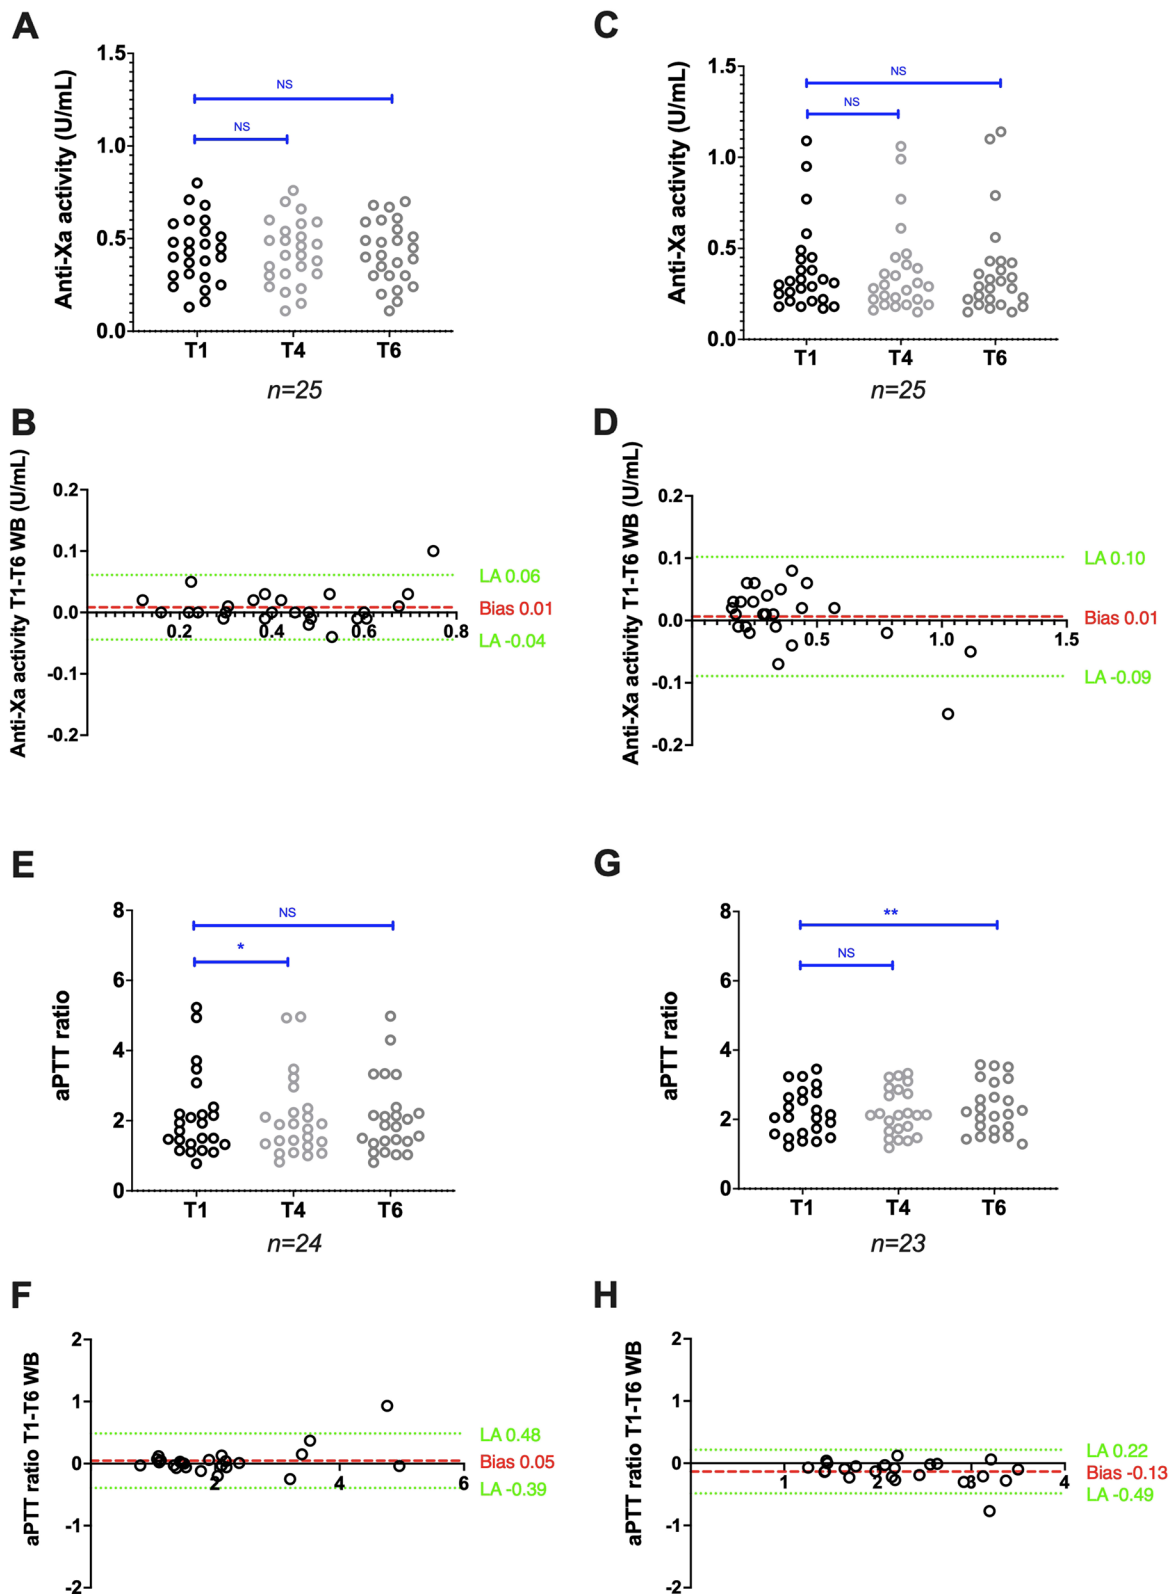 A
Anti-Xa activity (U/mL)
1.5
1.0
0.5
0.0
NS
NS
T1 T4 T6
n=25
C
Anti-Xa activity (U/mL)
1.5
1.0
0.5
0.0
NS
NS
T1 T4 T6
n=25
B
Anti-Xa activity T1-T6 WB (U/mL)
0.2
0.1
0.0
-0.1
-0.2
0.2 0.4 0.6 0.8
LA 0.06
Bias 0.01
LA -0.04
D
Anti-Xa activity T1-T6 WB (U/mL)
0.2
0.1
0.0
-0.1
-0.2
0.5 1.0 1.5
LA 0.10
Bias 0.01
LA -0.09
E
aPTT ratio
8
6
4
2
0
NS
*
T1 T4 T6
n=24
G
aPTT ratio
8
6
4
2
0
**
NS
T1 T4 T6
n=23
F
aPTT ratio T1-T6 WB
2
1
0
-1
-2
2 4 6
LA 0.48
Bias 0.05
LA -0.39
H
aPTT ratio T1-T6 WB
2
1
0
-1
-2
1 2 3 4
LA 0.22
Bias -0.13
LA -0.49